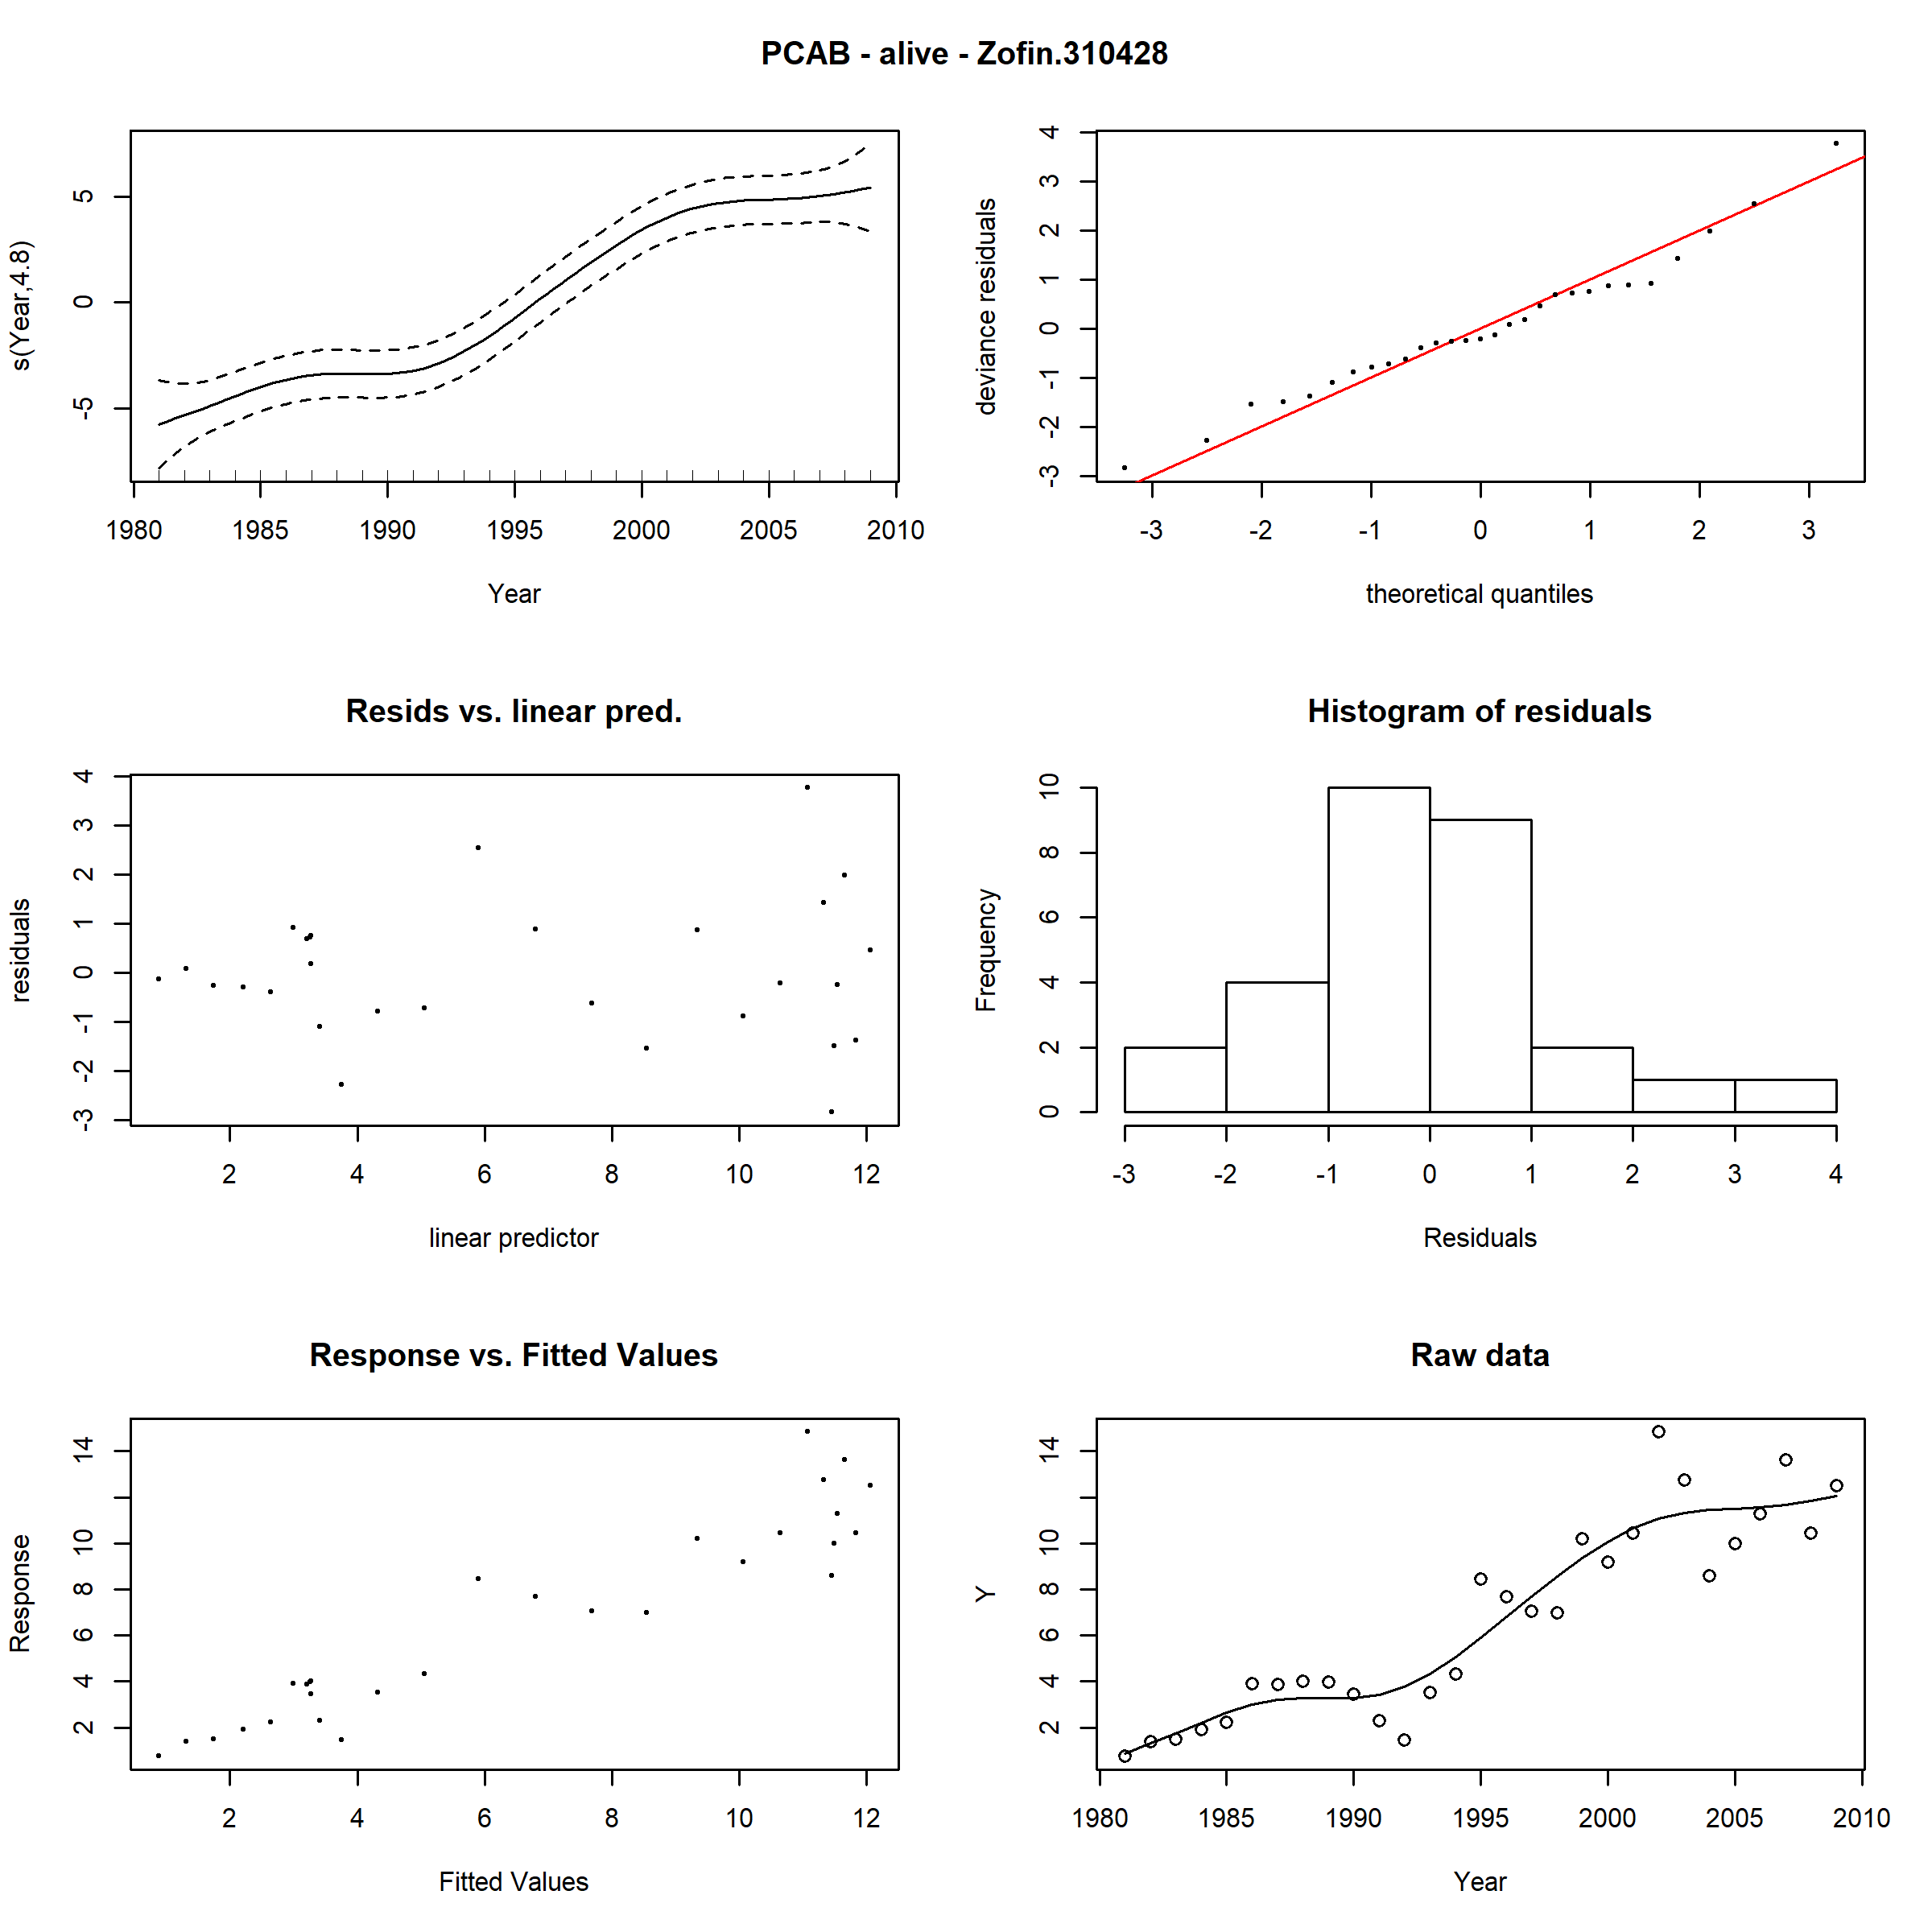 PCAB - alive - Zofin.310428
s(Year,4.8)
5
0
-5
1980 1985 1990 1995 2000 2005 2010
Year
deviance residuals
4
3
2
1
0
-1
-2
-3
-3 -2 -1 0 1 2 3
theoretical quantiles
Resids vs. linear pred.
residuals
4
3
2
1
0
-1
-2
-3
2 4 6 8 10 12
linear predictor
Histogram of residuals
Frequency
10
8
6
4
2
0
-3 -2 -1 0 1 2 3 4
Residuals
Response vs. Fitted Values
Response
14
10
8
6
4
2
2 4 6 8 10 12
Fitted Values
Raw data
Y
14
10
8
6
4
2
1980 1985 1990 1995 2000 2005 2010
Year